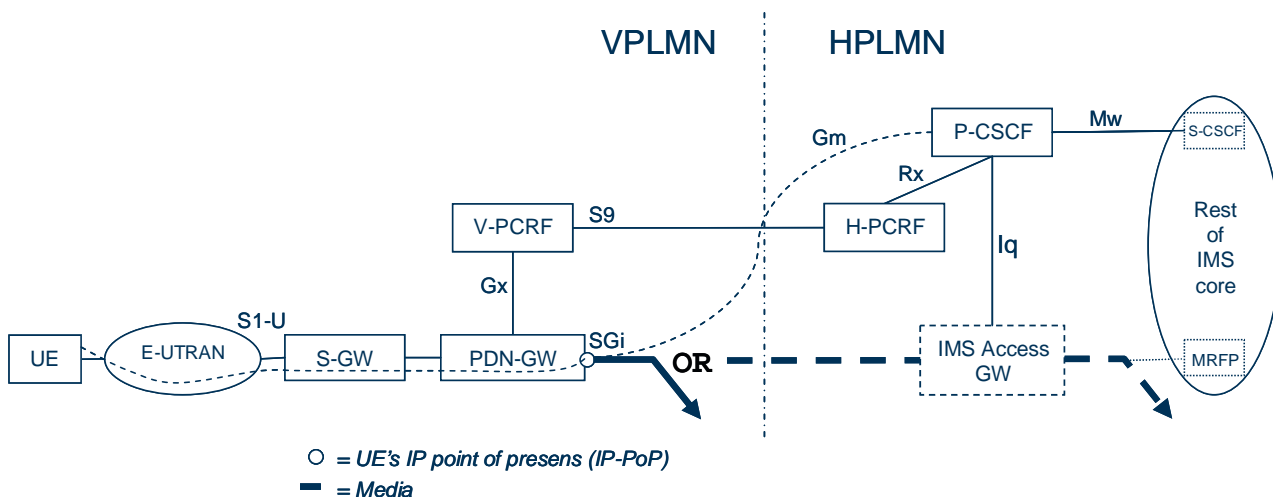 VPLMN
HPLMN
P-CSCF
Mw
S-CSCF
Gm
Rx
V-PCRF
S9
H-PCRF
Rest
of
IMS
core
Gx
Iq
S1-U
SGi
UE
E-UTRAN
S-GW
PDN-GW
OR
IMS Access
GW
MRFP
= UE's IP point of presens (IP-PoP)
= Media